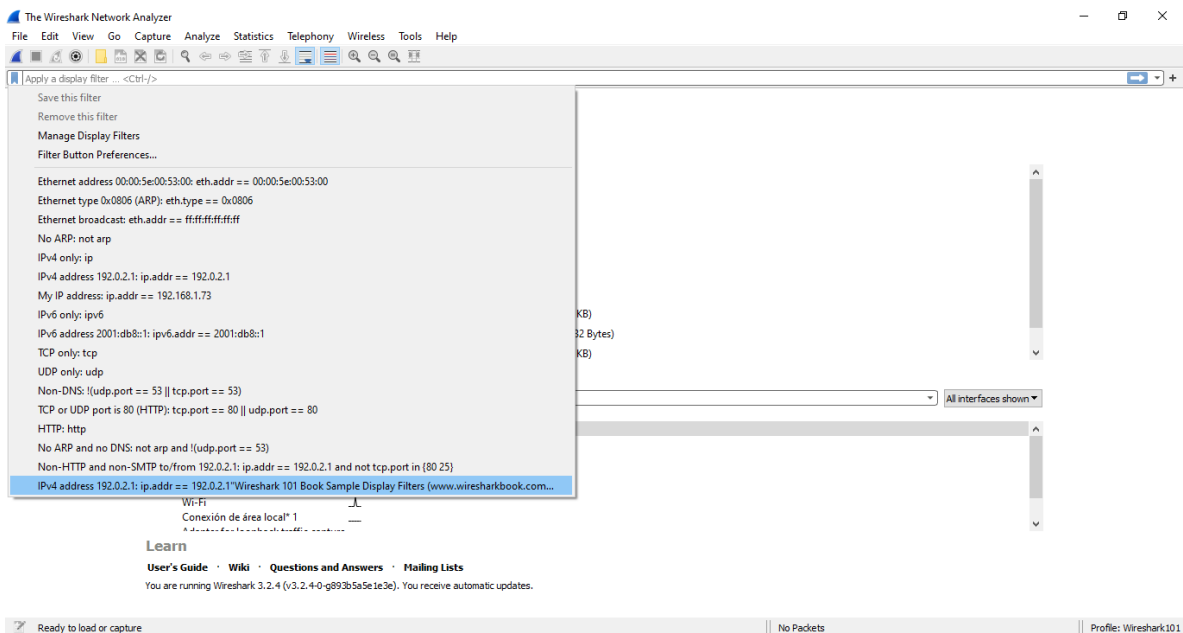 The Wireshark Network Analyzer
File Edit View Go Capture Analyze Statistics Telephony Wireless Tools Help
Apply a display filter ... <Ctrl-/>
Save this filter
Remove this filter
Manage Display Filters
Filter Button Preferences...
Ethernet address 00:00:5e:00:53:00: eth.addr == 00:00:5e:00:53:00
Ethernet type 0x0806 (ARP): eth.type == 0x0806
Ethernet broadcast: eth.addr == ff:ff:ff:ff:ff:ff
No ARP: not arp
IPv4 only: ip
IPv4 address 192.0.2.1: ip.addr == 192.0.2.1
My IP address: ip.addr == 192.168.1.73
IPv6 only: ipv6
KB)
IPv6 address 2001:db8::1: ipv6.addr == 2001:db8::1
32 Bytes)
TCP only: tcp
KB)
UDP only: udp
Non-DNS: !(udp.port == 53 || tcp.port == 53)
All interfaces shown
TCP or UDP port is 80 (HTTP): tcp.port == 80 || udp.port == 80
HTTP: http
No ARP and no DNS: not arp and !(udp.port == 53)
Non-HTTP and non-SMTP to/from 192.0.2.1: ip.addr == 192.0.2.1 and not tcp.port in {80 25}
IPv4 address 192.0.2.1: ip.addr == 192.0.2.1"Wireshark 101 Book Sample Display Filters (www.wiresharkbook.com...
Wi-Fi
Conexión de área local* 1
Learn
User's Guide · Wiki · Questions and Answers · Mailing Lists
You are running Wireshark 3.2.4 (v3.2.4-0-g893b5a5e1e3e). You receive automatic updates.
Ready to load or capture
No Packets
Profile: Wireshark101